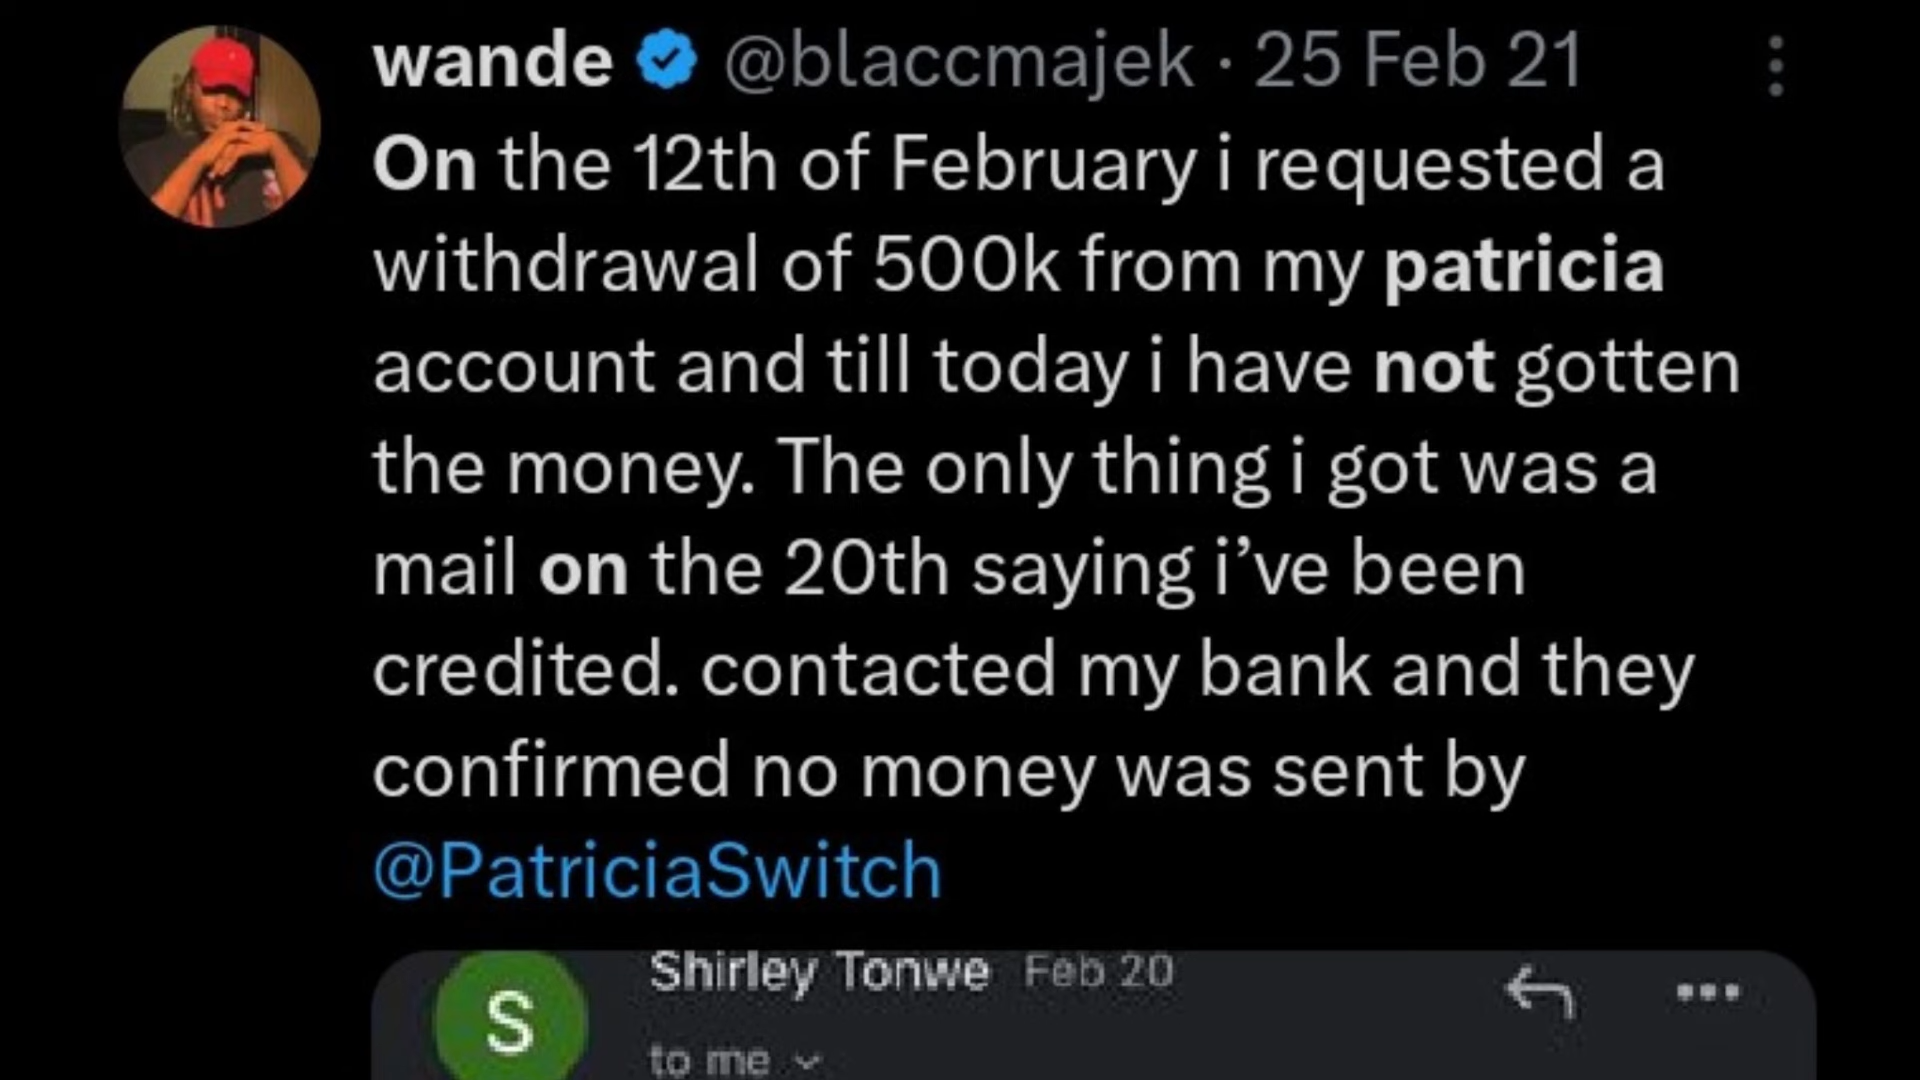 wande @blaccmajek · 25 Feb 21
On the 12th of February i requested a
withdrawal of 500k from my patricia
account and till today i have not gotten
the money. The only thing i got was a
mail on the 20th saying i’ve been
credited. contacted my bank and they
confirmed no money was sent by
@PatriciaSwitch
S
Shirley Tonwe Feb 20
to me